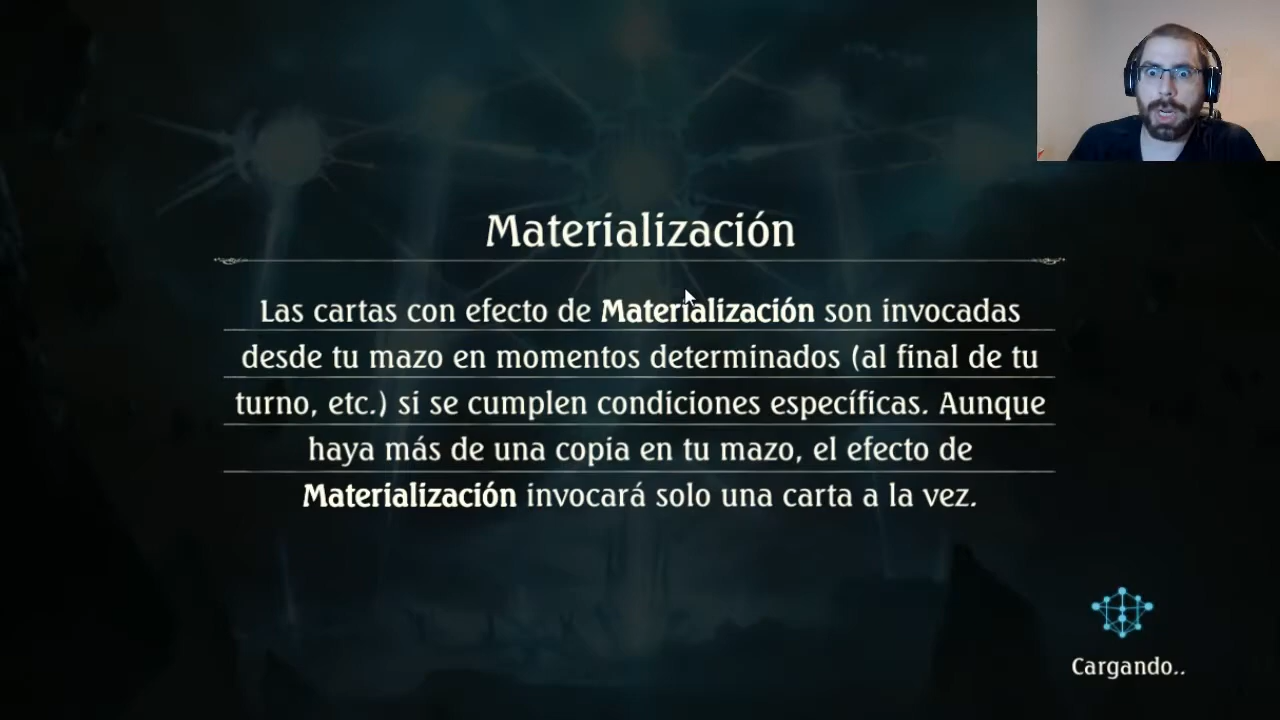 Materialización
Las cartas con efecto de Materialización son invocadas
desde tu mazo en momentos determinados (al final de tu
turno, etc.) si se cumplen condiciones específicas. Aunque
haya más de una copia en tu mazo, el efecto de
Materialización invocará solo una carta a la vez.
Cargando..